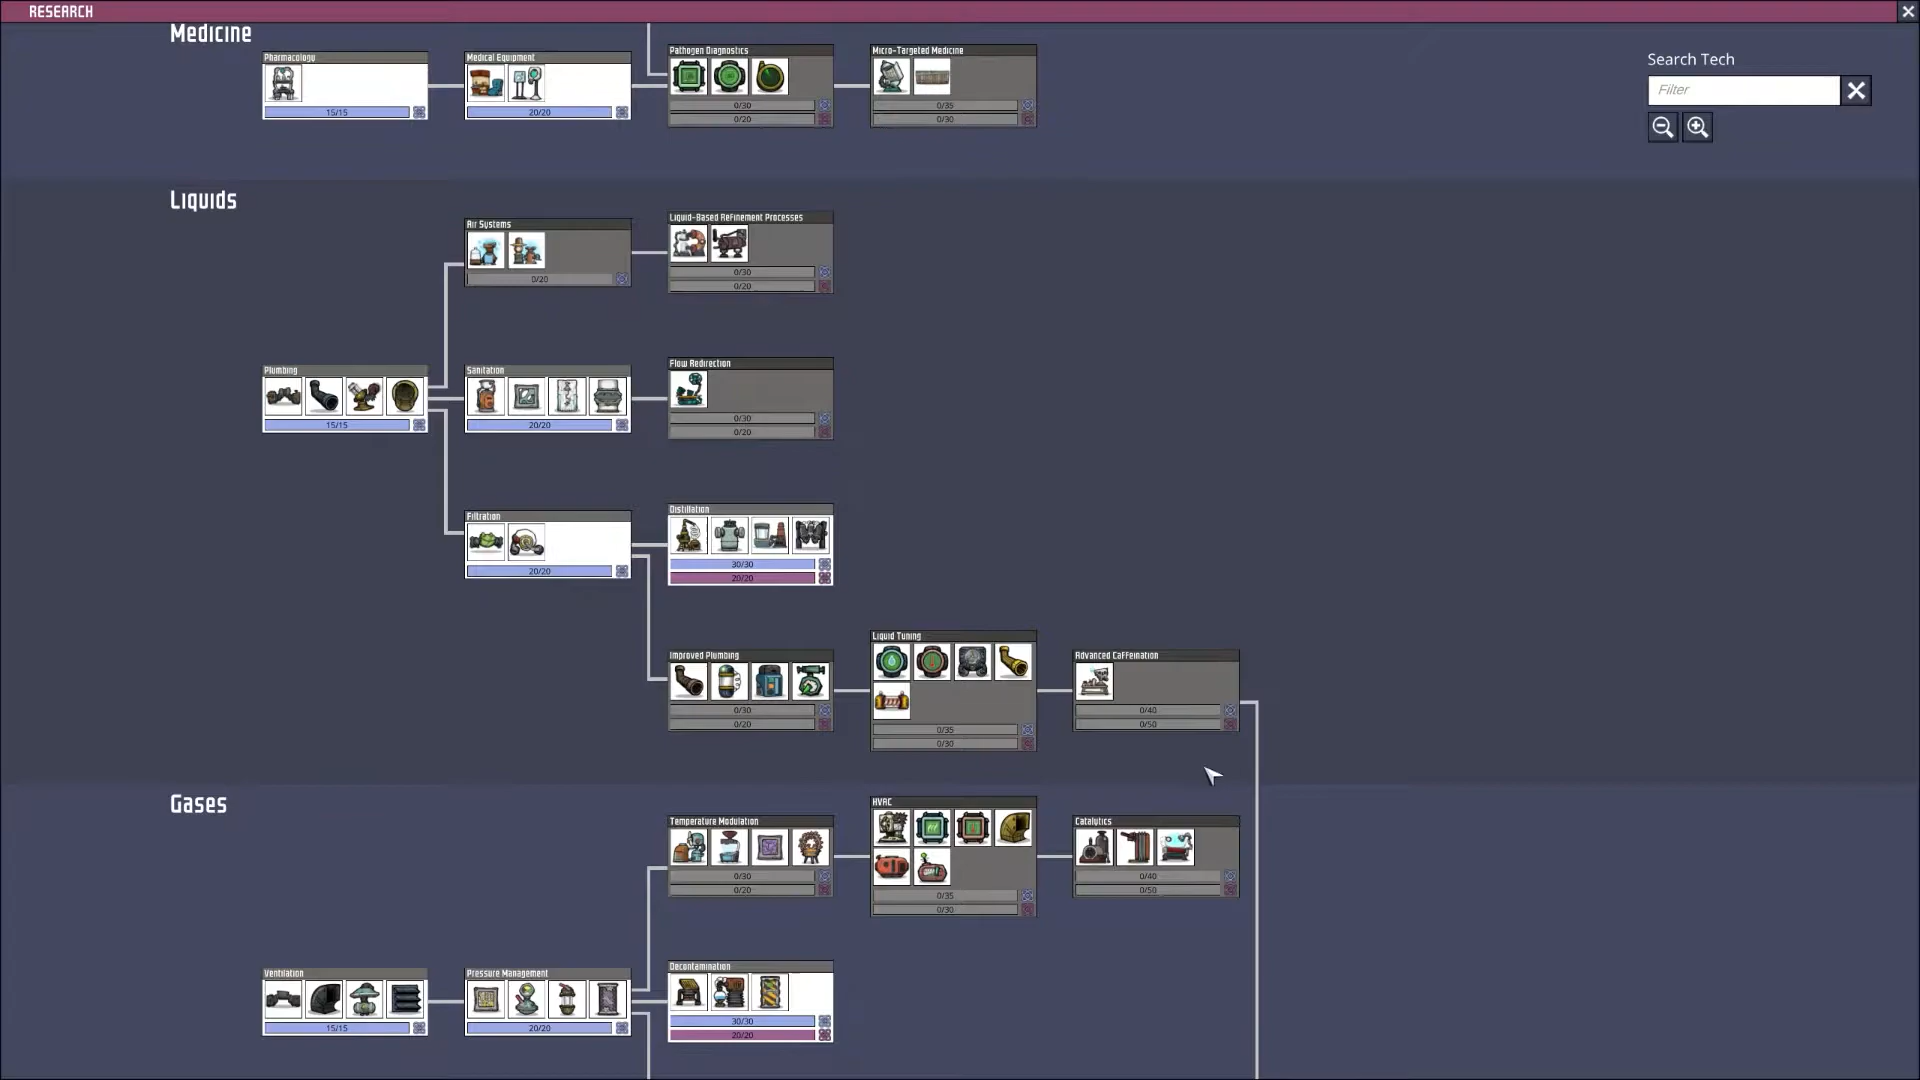 RESEARCH
Medicine
Pharmacology
15/15
Medical Equipment
20/20
Pathogen Diagnostics
0/30
0/20
Micro-Targeted Medicine
0/35
0/30
Search Tech
Filter
Liquids
Air Systems
0/20
Liquid-Based Refinement Processes
0/30
0/20
Plumbing
15/15
Sanitation
20/20
Flow Redirection
0/30
0/20
Filtration
20/20
Distillation
30/30
20/20
Improved Plumbing
0/30
0/20
Liquid Tuning
0/35
0/30
Advanced Caffeination
0/40
0/50
Gases
Temperature Modulation
0/30
0/20
HVAC
0/35
0/30
Catalytics
0/40
0/50
Ventilation
15/15
Pressure Management
20/20
Decontamination
30/30
20/20